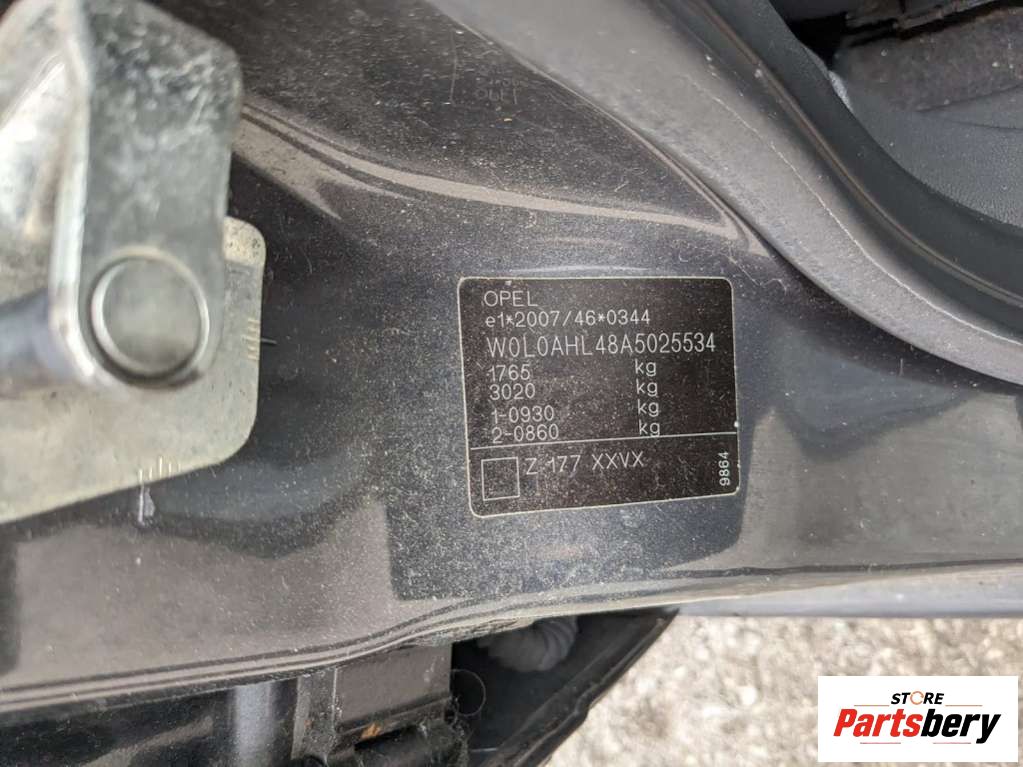 OPEL
e1*2007/46*0344
W0L0AHL48A5025534
1765 kg
3020 kg
1-0930 kg
2-0860 kg
Z 177 XXVX
9864
STORE
Partsbery